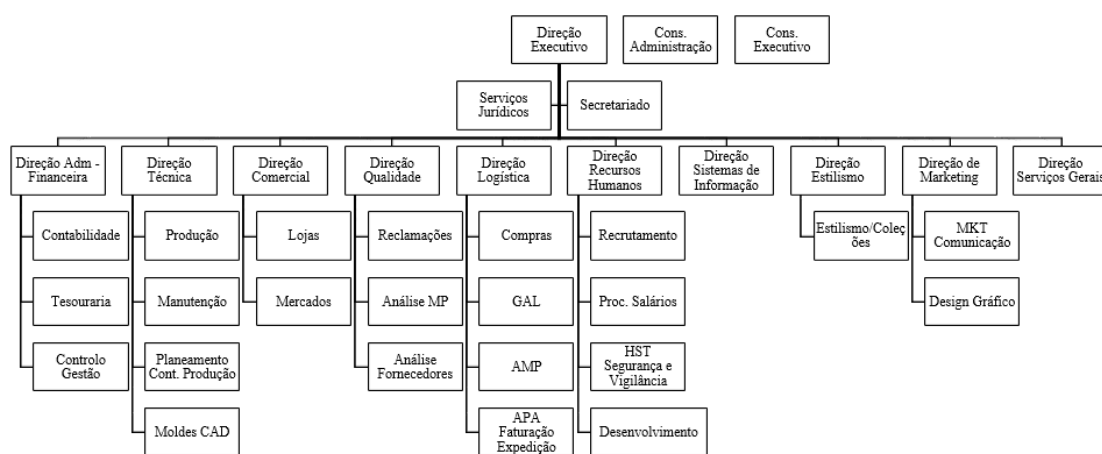 Direção
Executivo
Cons.
Administração
Cons.
Executivo
Serviços
Jurídicos
Secretariado
Direção Adm -
Financeira
Direção
Técnica
Direção
Comercial
Direção
Qualidade
Direção
Logística
Direção
Recursos
Humanos
Direção
Sistemas de
Informação
Direção
Estilismo
Direção de
Marketing
Direção
Serviços Gerais
Contabilidade
Produção
Lojas
Reclamações
Compras
Recrutamento
Estilismo/Coleç
ões
MKT
Comunicação
Tesouraria
Manutenção
Mercados
Análise MP
GAL
Proc. Salários
Design Gráfico
Controlo
Gestão
Planeamento
Cont. Produção
Análise
Fornecedores
AMP
HST
Segurança e
Vigilância
Moldes CAD
APA
Faturação
Expedição
Desenvolvimento